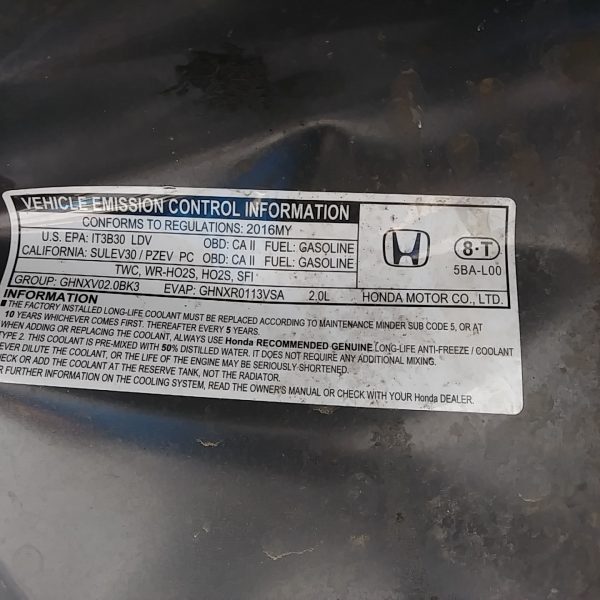 VEHICLE EMISSION CONTROL INFORMATION
CONFORMS TO REGULATIONS: 2016MY
U.S. EPA: IT3B30 LDV OBD: CA II FUEL: GASOLINE
CALIFORNIA: SULEV30 / PZEV PC OBD: CA II FUEL: GASOLINE
TWC, WR-HO2S, HO2S, SFI
GROUP: GHNXV02.0BK3 EVAP: GHNXR0113VSA 2.0L HONDA MOTOR CO., LTD.
8-T
5BA-L00
INFORMATION
THE FACTORY INSTALLED LONG-LIFE COOLANT MUST BE REPLACED ACCORDING TO MAINTENANCE MINDER SUB CODE 5, OR AT
10 YEARS WHICHEVER COMES FIRST. THEREAFTER EVERY 5 YEARS.
WHEN ADDING OR REPLACING THE COOLANT, ALWAYS USE Honda RECOMMENDED GENUINE LONG-LIFE ANTI-FREEZE / COOLANT
TYPE 2. THIS COOLANT IS PRE-MIXED WITH 50% DISTILLED WATER. IT DOES NOT REQUIRE ANY ADDITIONAL MIXING.
EVER DILUTE THE COOLANT, OR THE LIFE OF THE ENGINE MAY BE SERIOUSLY-SHORTENED.
ECK OR ADD THE COOLANT AT THE RESERVE TANK, NOT THE RADIATOR.
R FURTHER INFORMATION ON THE COOLING SYSTEM, READ THE OWNER'S MANUAL OR CHECK WITH YOUR Honda DEALER.